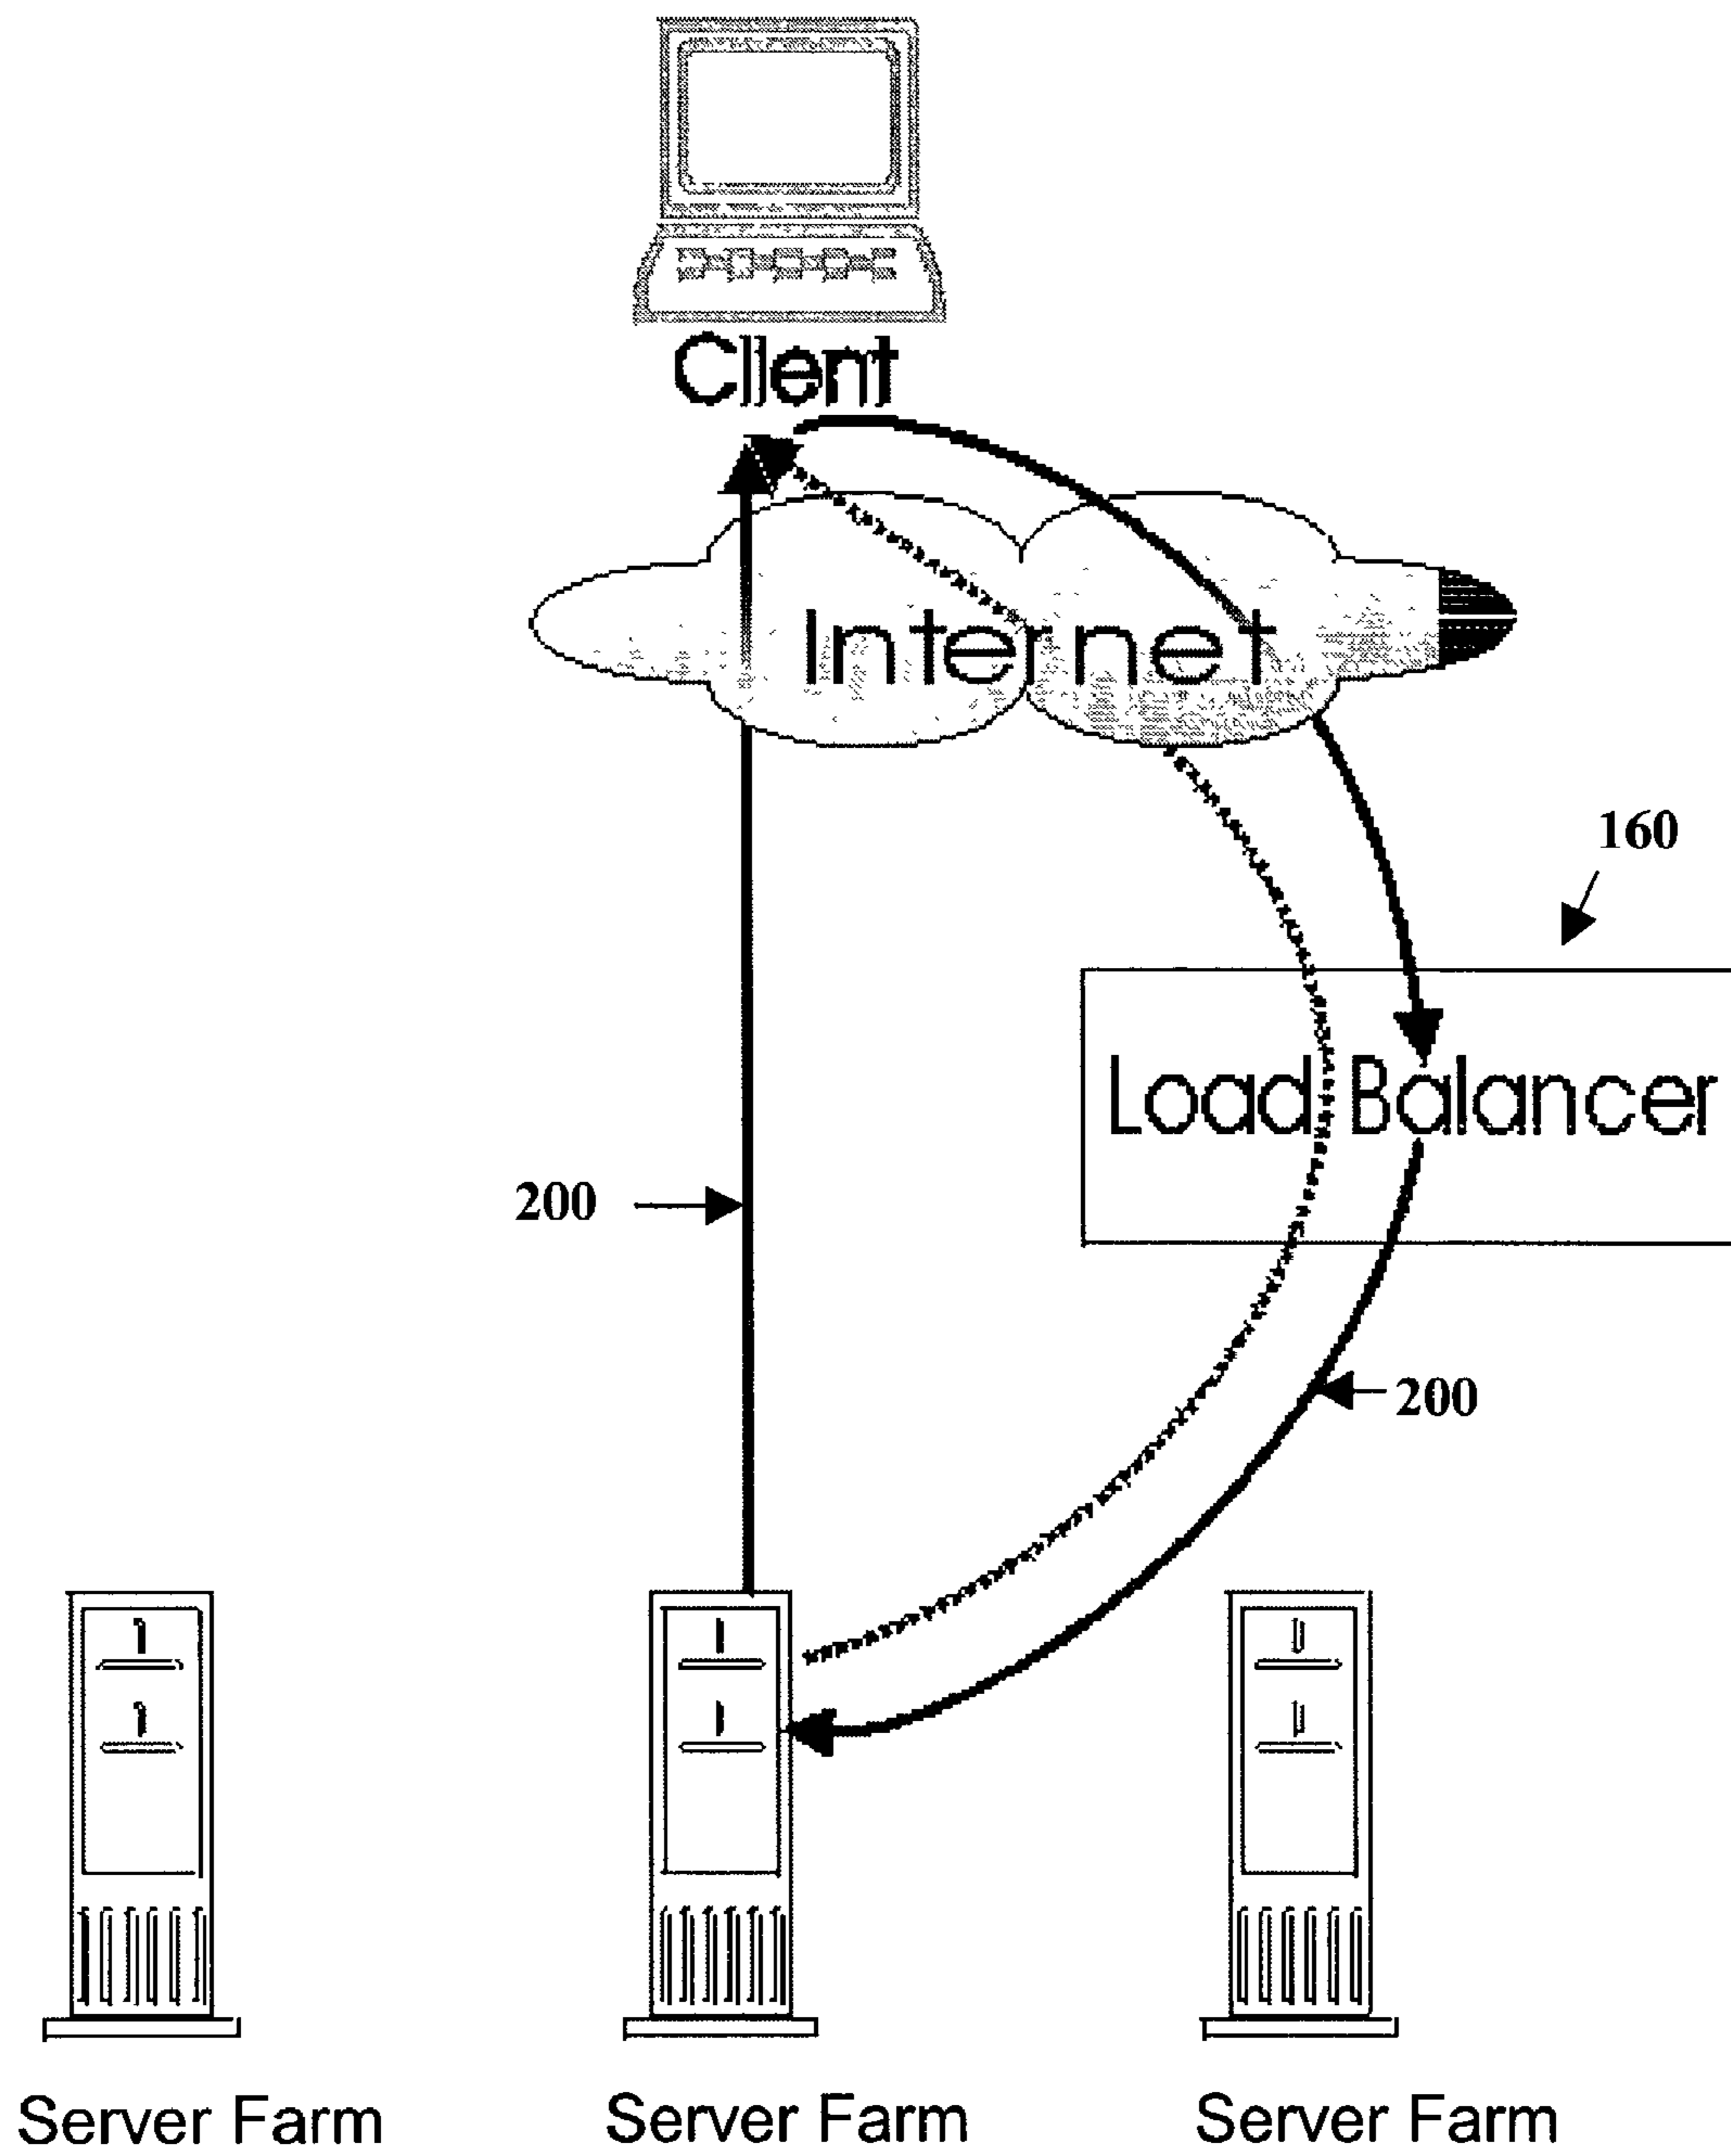 Client
Internet
160
Load Balancer
200
200
Server Farm
Server Farm
Server Farm